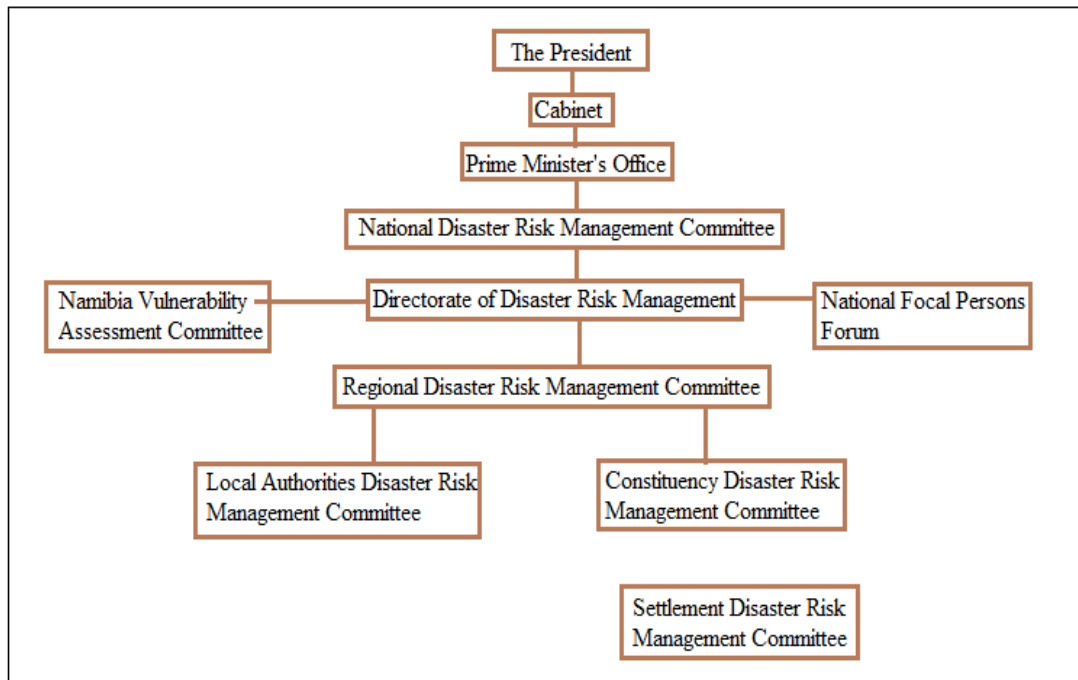 The President
Cabinet
Prime Minister's Office
National Disaster Risk Management Committee
Namibia Vulnerability
Assessment Committee
Directorate of Disaster Risk Management
National Focal Persons
Forum
Regional Disaster Risk Management Committee
Local Authorities Disaster Risk
Management Committee
Constituency Disaster Risk
Management Committee
Settlement Disaster Risk
Management Committee